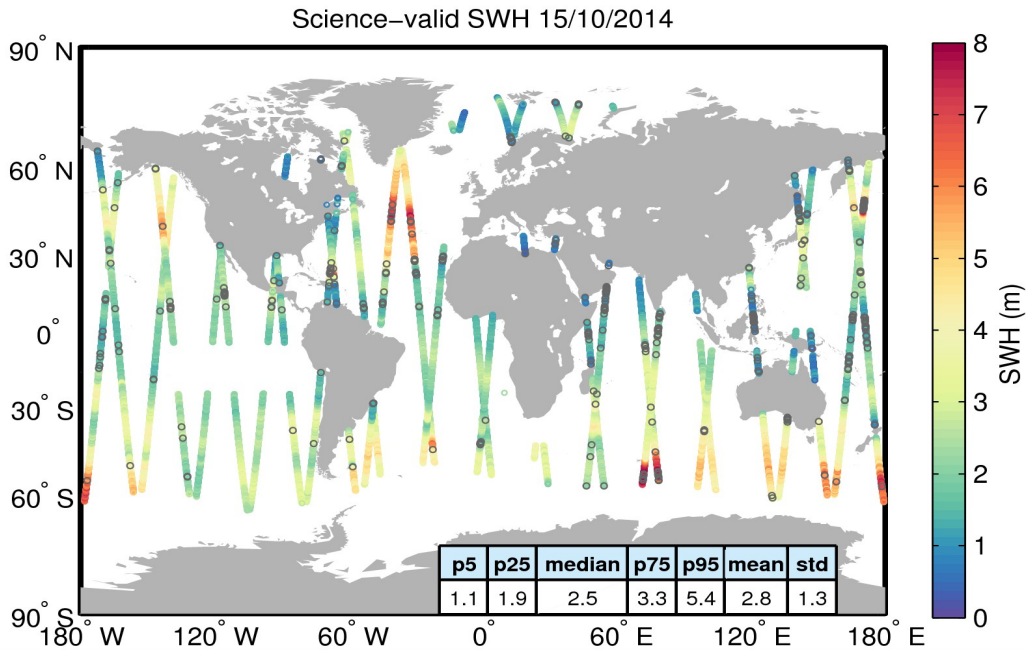 Science−valid SWH 15/10/2014
90° N
60° N
30° N
0°
30° S
60° S
90° S
180° W
120° W
60° W
0°
60° E
120° E
180° E
p5 p25 median p75 p95 mean std
1.1 1.9 2.5 3.3 5.4 2.8 1.3
8
7
6
5
4
3
2
1
0
SWH (m)